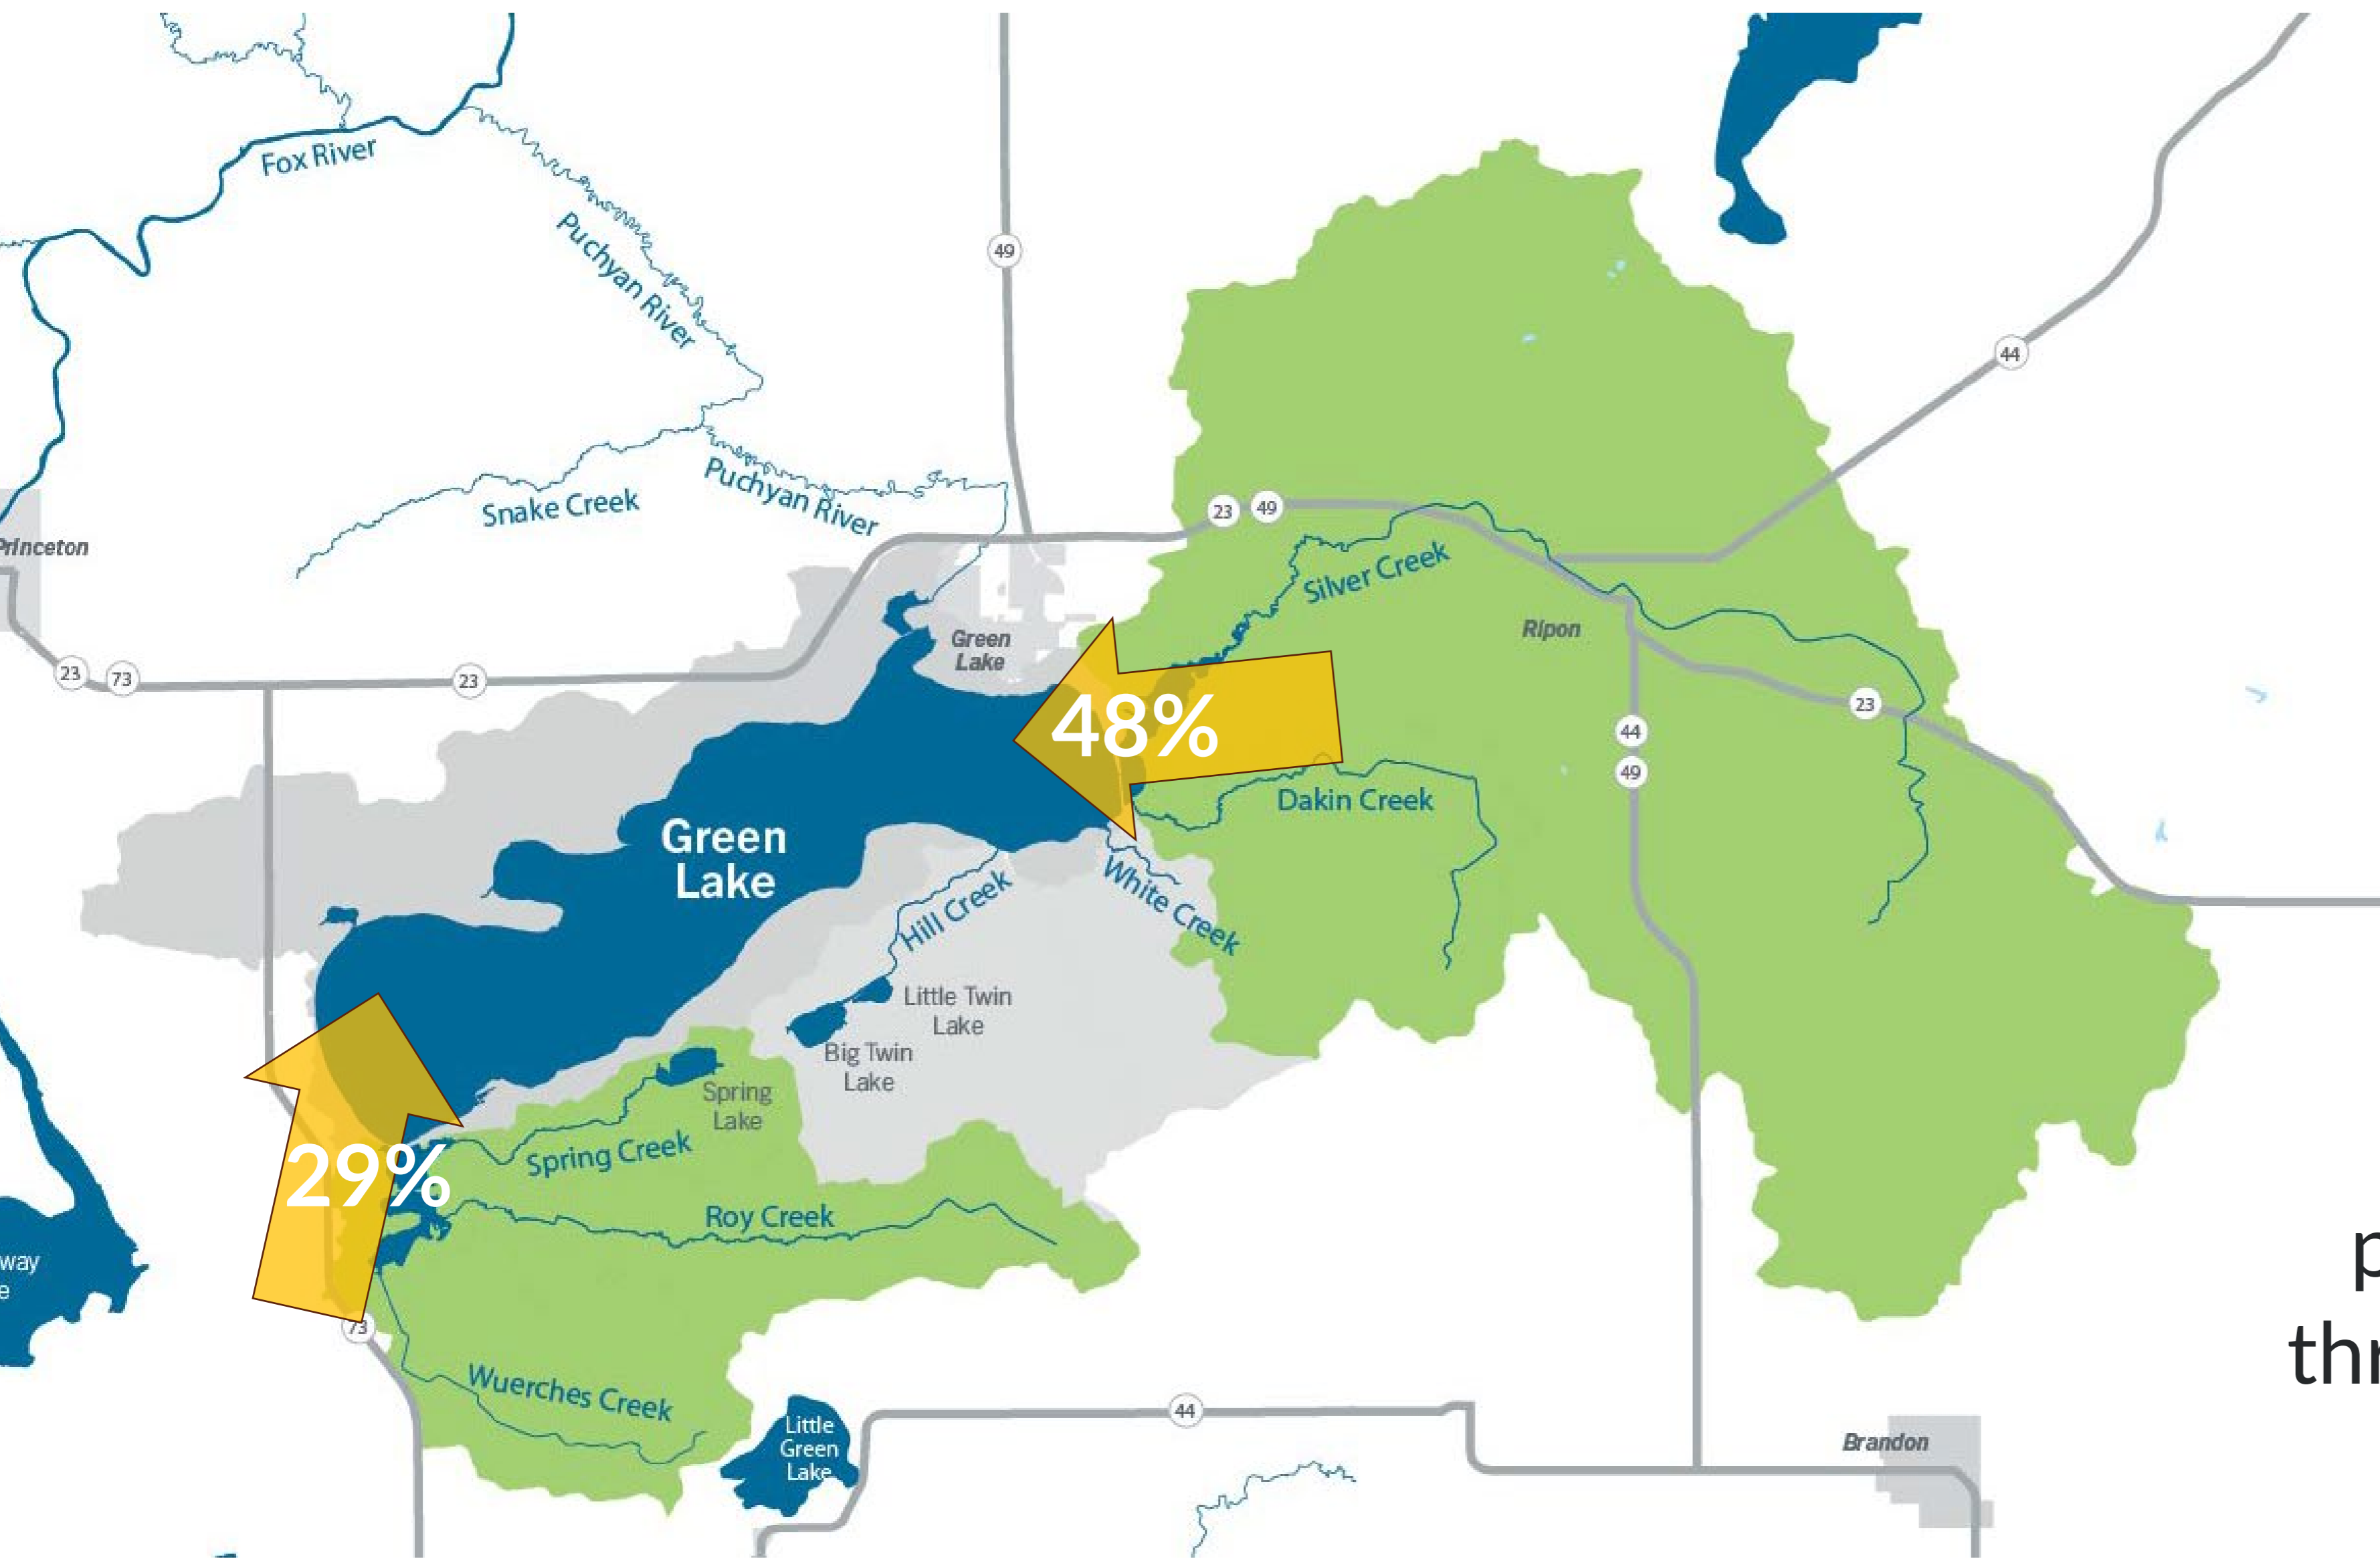 Fox River
Puchyan River
49
44
Snake Creek
Puchyan River
23
49
Princeton
Silver Creek
Ripon
Green
Lake
23
73
23
48%
23
44
49
Dakin Creek
Green
Lake
Hill Creek
White Creek
Little Twin
Lake
Big Twin
Lake
Spring
Lake
Spring Creek
29%
Roy Creek
way
e
p
thr
73
Wuerches Creek
Little
Green
Lake
44
Brandon